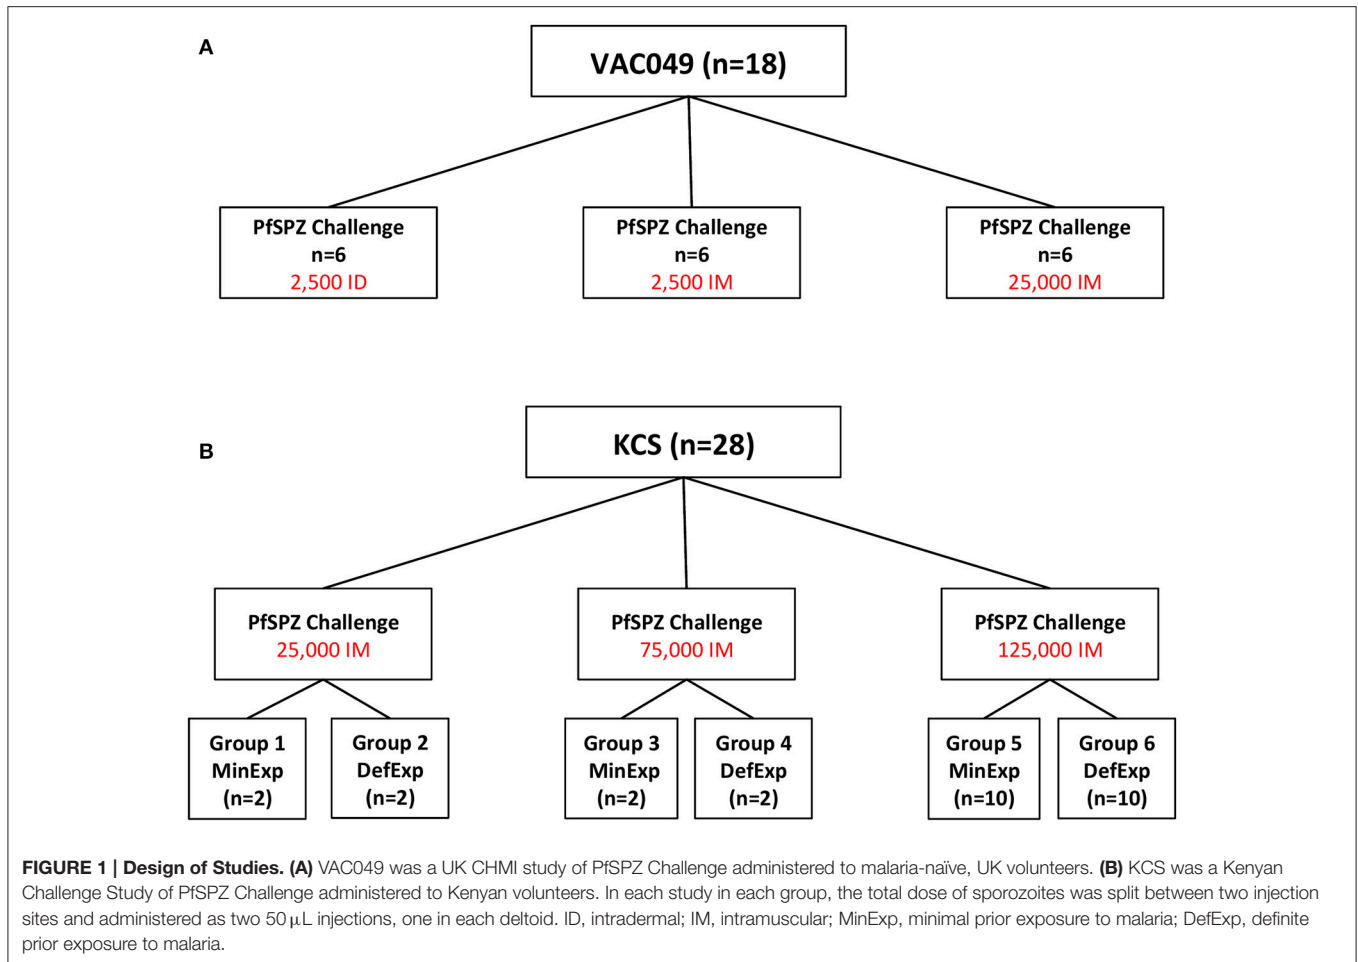 A
VAC049 (n=18)
PfSPZ Challenge
n=6
2,500 ID
PfSPZ Challenge
n=6
2,500 IM
PfSPZ Challenge
n=6
25,000 IM
B
KCS (n=28)
PfSPZ Challenge
25,000 IM
PfSPZ Challenge
75,000 IM
PfSPZ Challenge
125,000 IM
Group 1
MinExp
(n=2)
Group 2
DefExp
(n=2)
Group 3
MinExp
(n=2)
Group 4
DefExp
(n=2)
Group 5
MinExp
(n=10)
Group 6
DefExp
(n=10)
FIGURE 1 | Design of Studies. (A) VAC049 was a UK CHMI study of PfSPZ Challenge administered to malaria-naïve, UK volunteers. (B) KCS was a Kenyan
Challenge Study of PfSPZ Challenge administered to Kenyan volunteers. In each study in each group, the total dose of sporozoites was split between two injection
sites and administered as two 50 μL injections, one in each deltoid. ID, intradermal; IM, intramuscular; MinExp, minimal prior exposure to malaria; DefExp, definite
prior exposure to malaria.